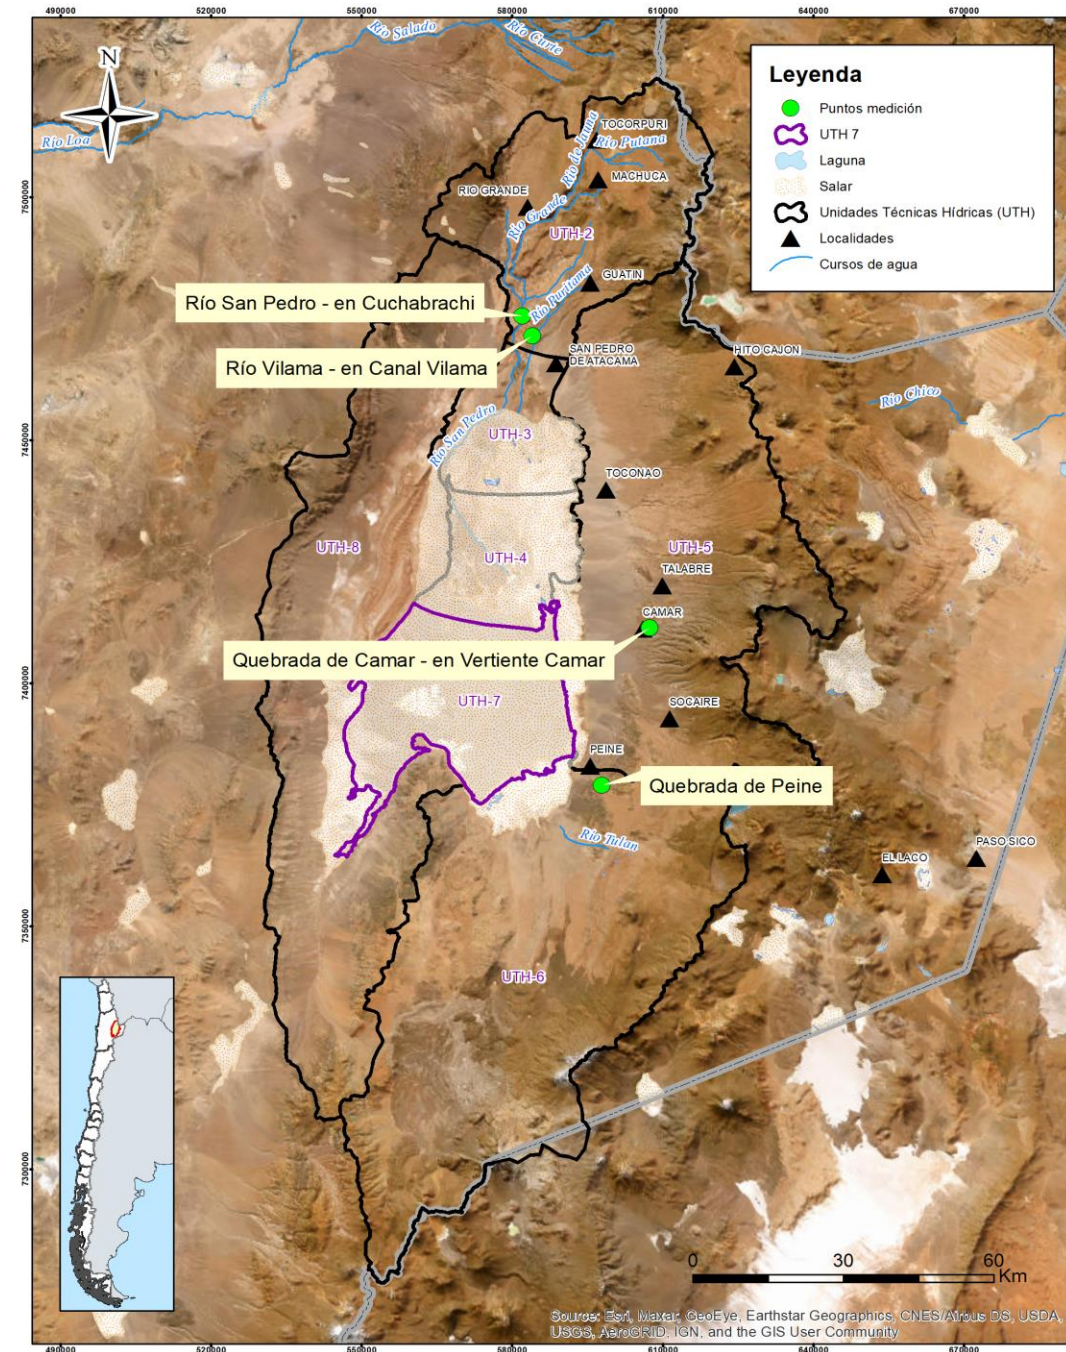 490000 520000 550000 580000 610000 640000 670000
Río Salado
Río Curte
N
Río Loa
Leyenda
Puntos medición
UTH 7
Laguna
Salar
Unidades Técnicas Hídricas (UTH)
Localidades
Cursos de agua
TOCORPURI
Río Putana
Río de Jauna
MACHUCA
RIO GRANDE
7500000
Río Grande
UTH-2
GUATIN
Río Puritama
Río San Pedro - en Cuchabrachi
Río Vilama - en Canal Vilama
SAN PEDRO
DE ATACAMA
HITO CAJON
Río Chico
Río San Pedro
UTH-3
7450000
TOCONAO
UTH-8
UTH-4
UTH-5
TALABRE
CAMAR
Quebrada de Camar - en Vertiente Camar
7400000
UTH-7
SOCAIRE
PEINE
Quebrada de Peine
Río Tulan
PASO SICO
EL LACO
7350000
UTH-6
7300000
0 30 60
Km
Source: Esri, Maxar, GeoEye, Earthstar Geographics, CNES/Airbus DS, USDA,
USGS, AeroGRID, IGN, and the GIS User Community
490000 520000 550000 580000 610000 640000 670000